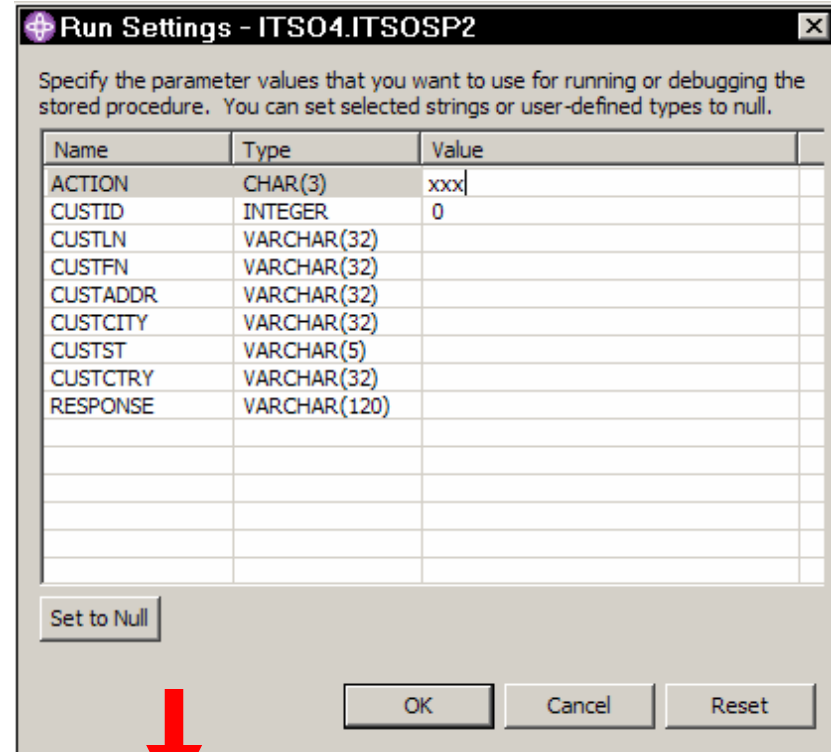 Run Settings - ITSO4.ITSOSP2
Specify the parameter values that you want to use for running or debugging the
stored procedure. You can set selected strings or user-defined types to null.
Name Type Value
ACTION CHAR(3) xxx
CUSTID INTEGER 0
CUSTLN VARCHAR(32)
CUSTFN VARCHAR(32)
CUSTADDR VARCHAR(32)
CUSTCITY VARCHAR(32)
CUSTST VARCHAR(5)
CUSTCTRY VARCHAR(32)
RESPONSE VARCHAR(120)
Set to Null
OK Cancel Reset